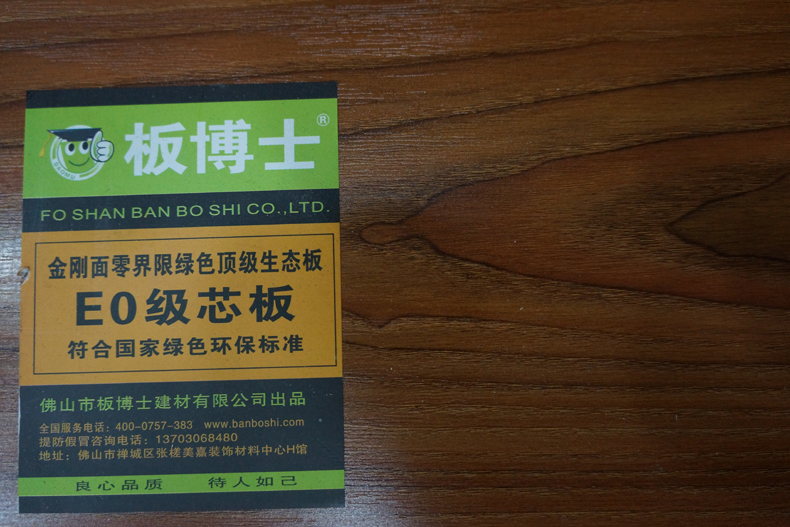 板博士®
FO SHAN BAN BO SHI CO.,LTD.
金刚面零界限绿色顶级生态板
E0级芯板
符合国家绿色环保标准
佛山市板博士建材有限公司出品
全国服务电话：400-0757-383 www.banboshi.com
提防假冒咨询电话：13703068480
地址：佛山市禅城区张槎美嘉装饰材料中心H馆
良心品质 待人如己